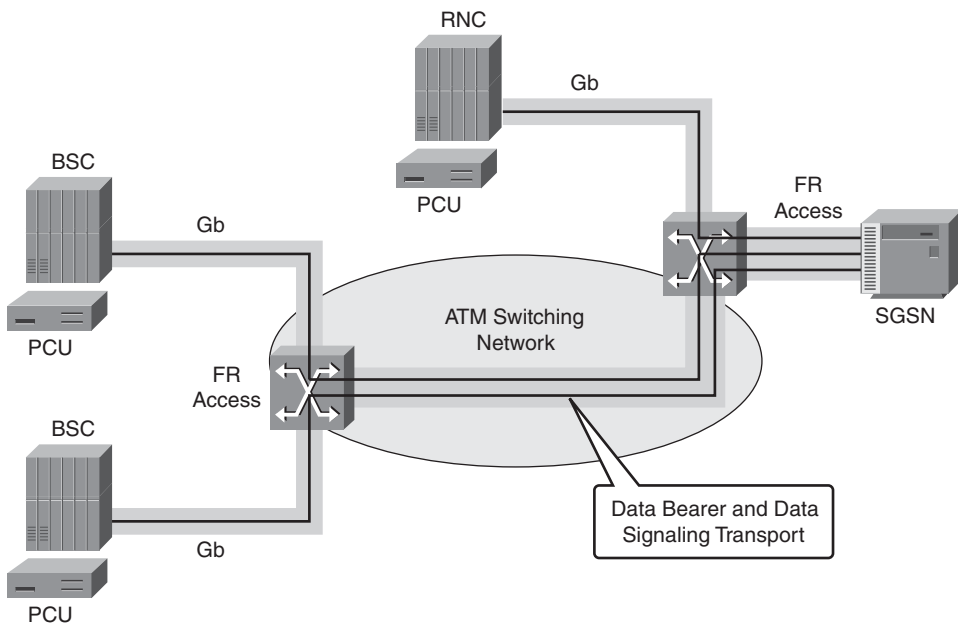 RNC
Gb
PCU
BSC
Gb
PCU
FR
Access
SGSN
ATM Switching
Network
FR
Access
BSC
Gb
PCU
Data Bearer and Data
Signaling Transport